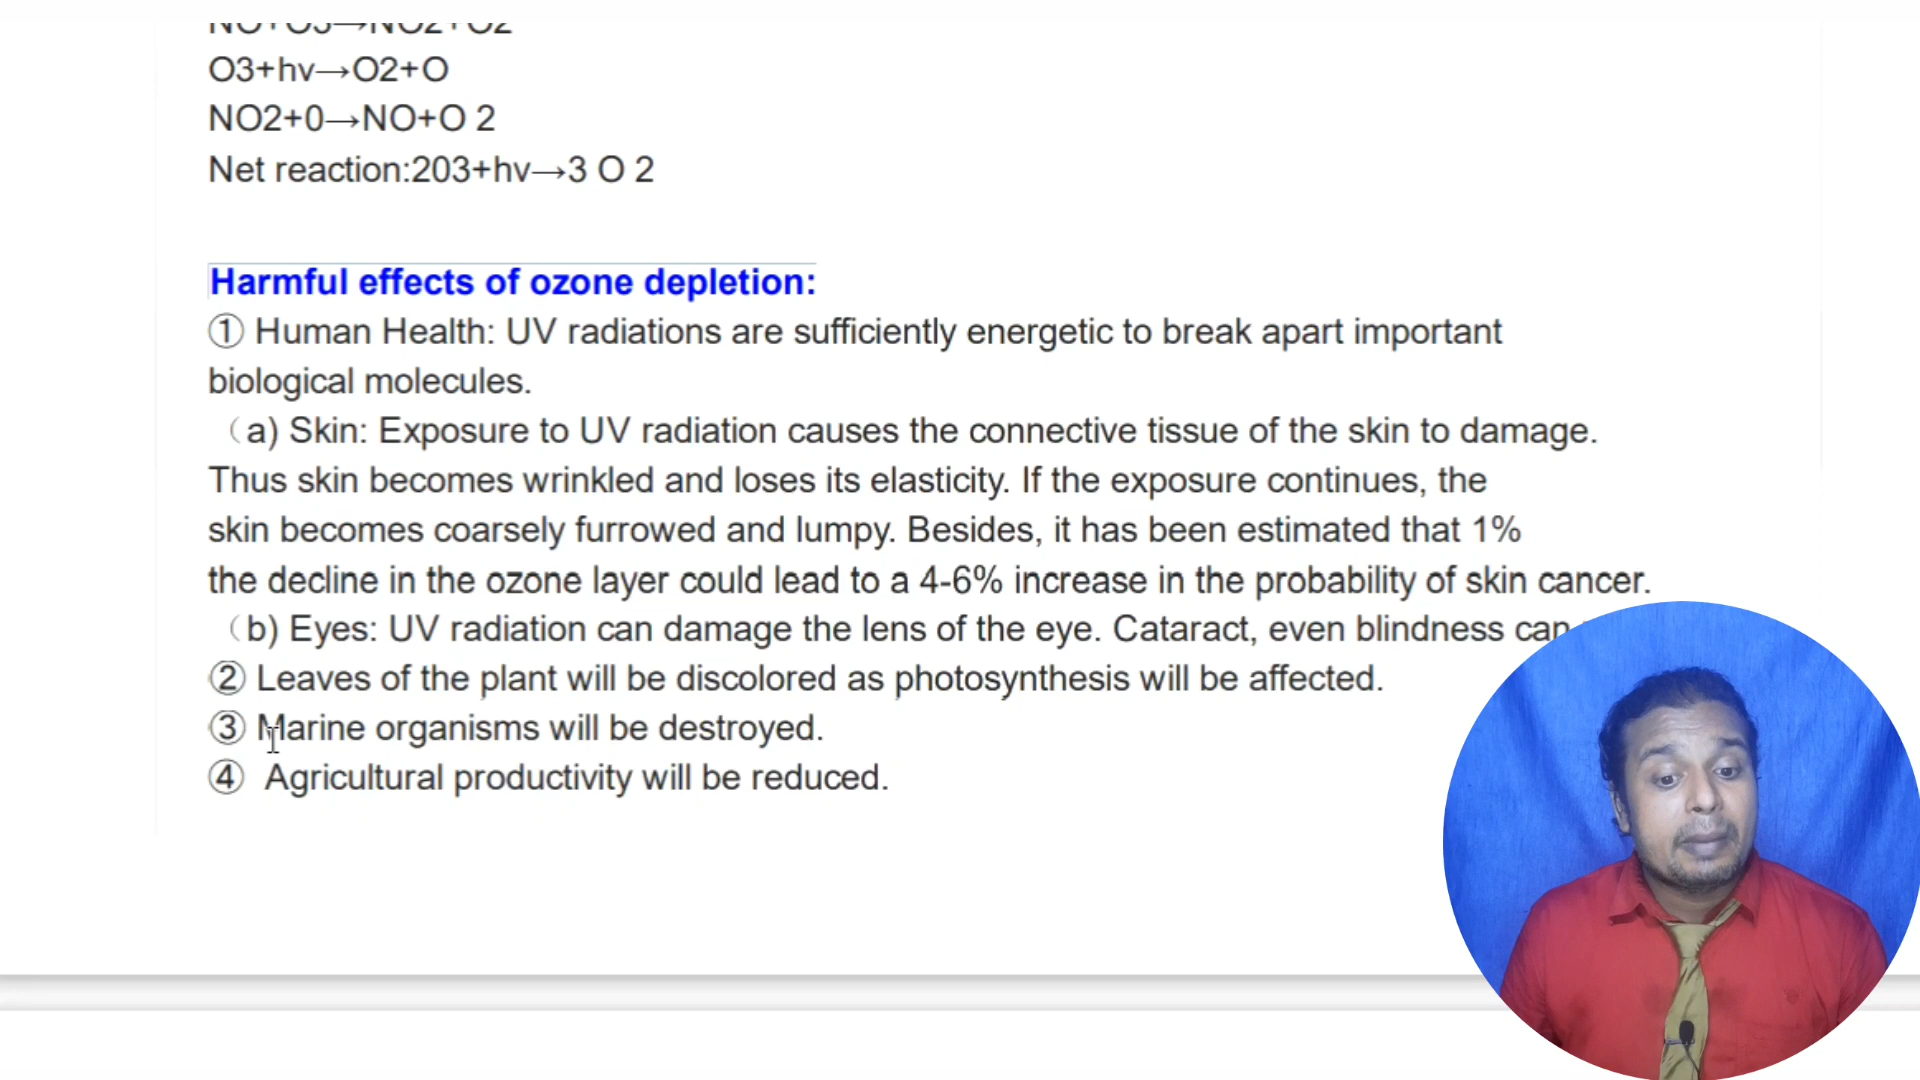 NO+O3→NO2+O2
O3+hv→O2+O
NO2+0→NO+O 2
Net reaction:203+hv→3 O 2
Harmful effects of ozone depletion:
① Human Health: UV radiations are sufficiently energetic to break apart important
biological molecules.
（a) Skin: Exposure to UV radiation causes the connective tissue of the skin to damage.
Thus skin becomes wrinkled and loses its elasticity. If the exposure continues, the
skin becomes coarsely furrowed and lumpy. Besides, it has been estimated that 1%
the decline in the ozone layer could lead to a 4-6% increase in the probability of skin cancer.
（b) Eyes: UV radiation can damage the lens of the eye. Cataract, even blindness can
② Leaves of the plant will be discolored as photosynthesis will be affected.
③ Marine organisms will be destroyed.
④ Agricultural productivity will be reduced.